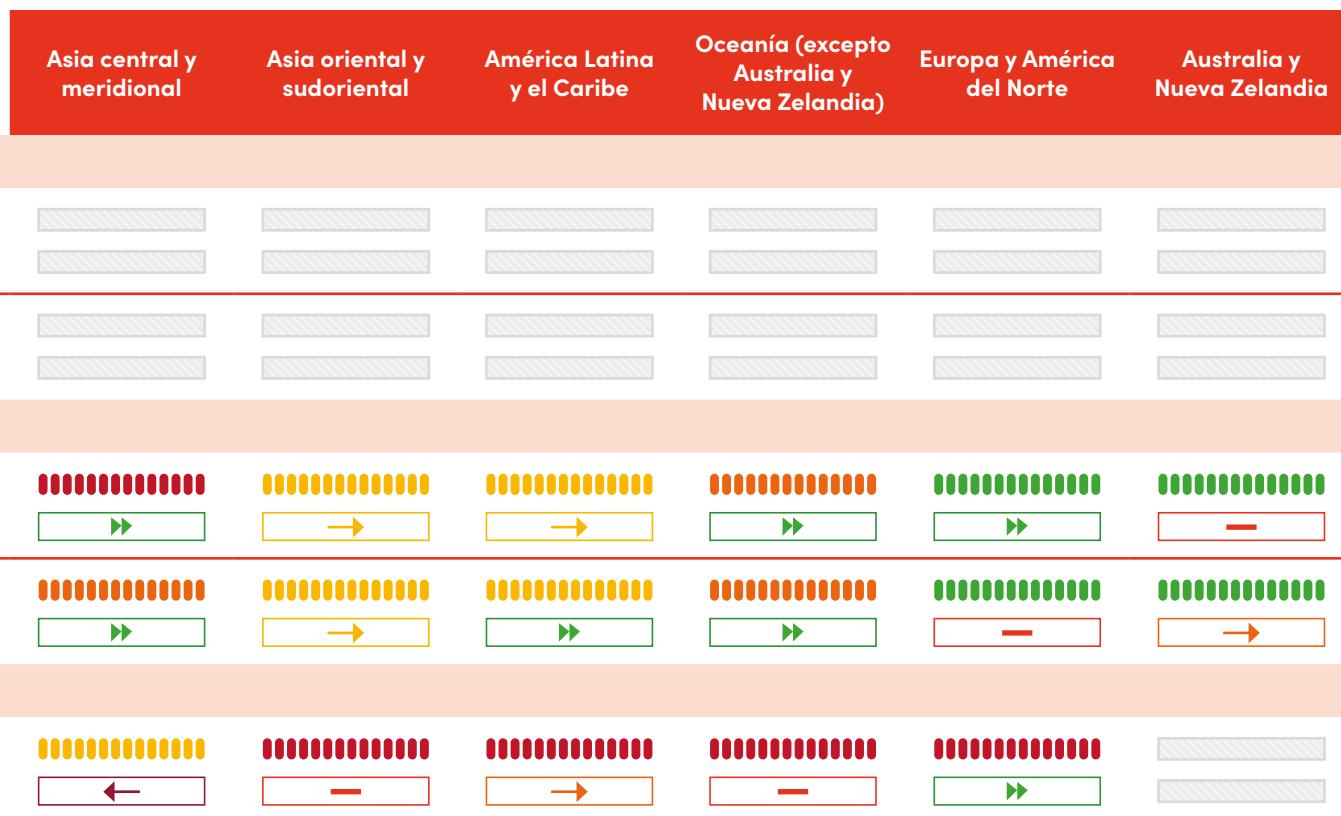 Asia central y
meridional
Asia oriental y
sudoriental
América Latina
y el Caribe
Oceanía (excepto
Australia y
Nueva Zelandia)
Europa y América
del Norte
Australia y
Nueva Zelandia